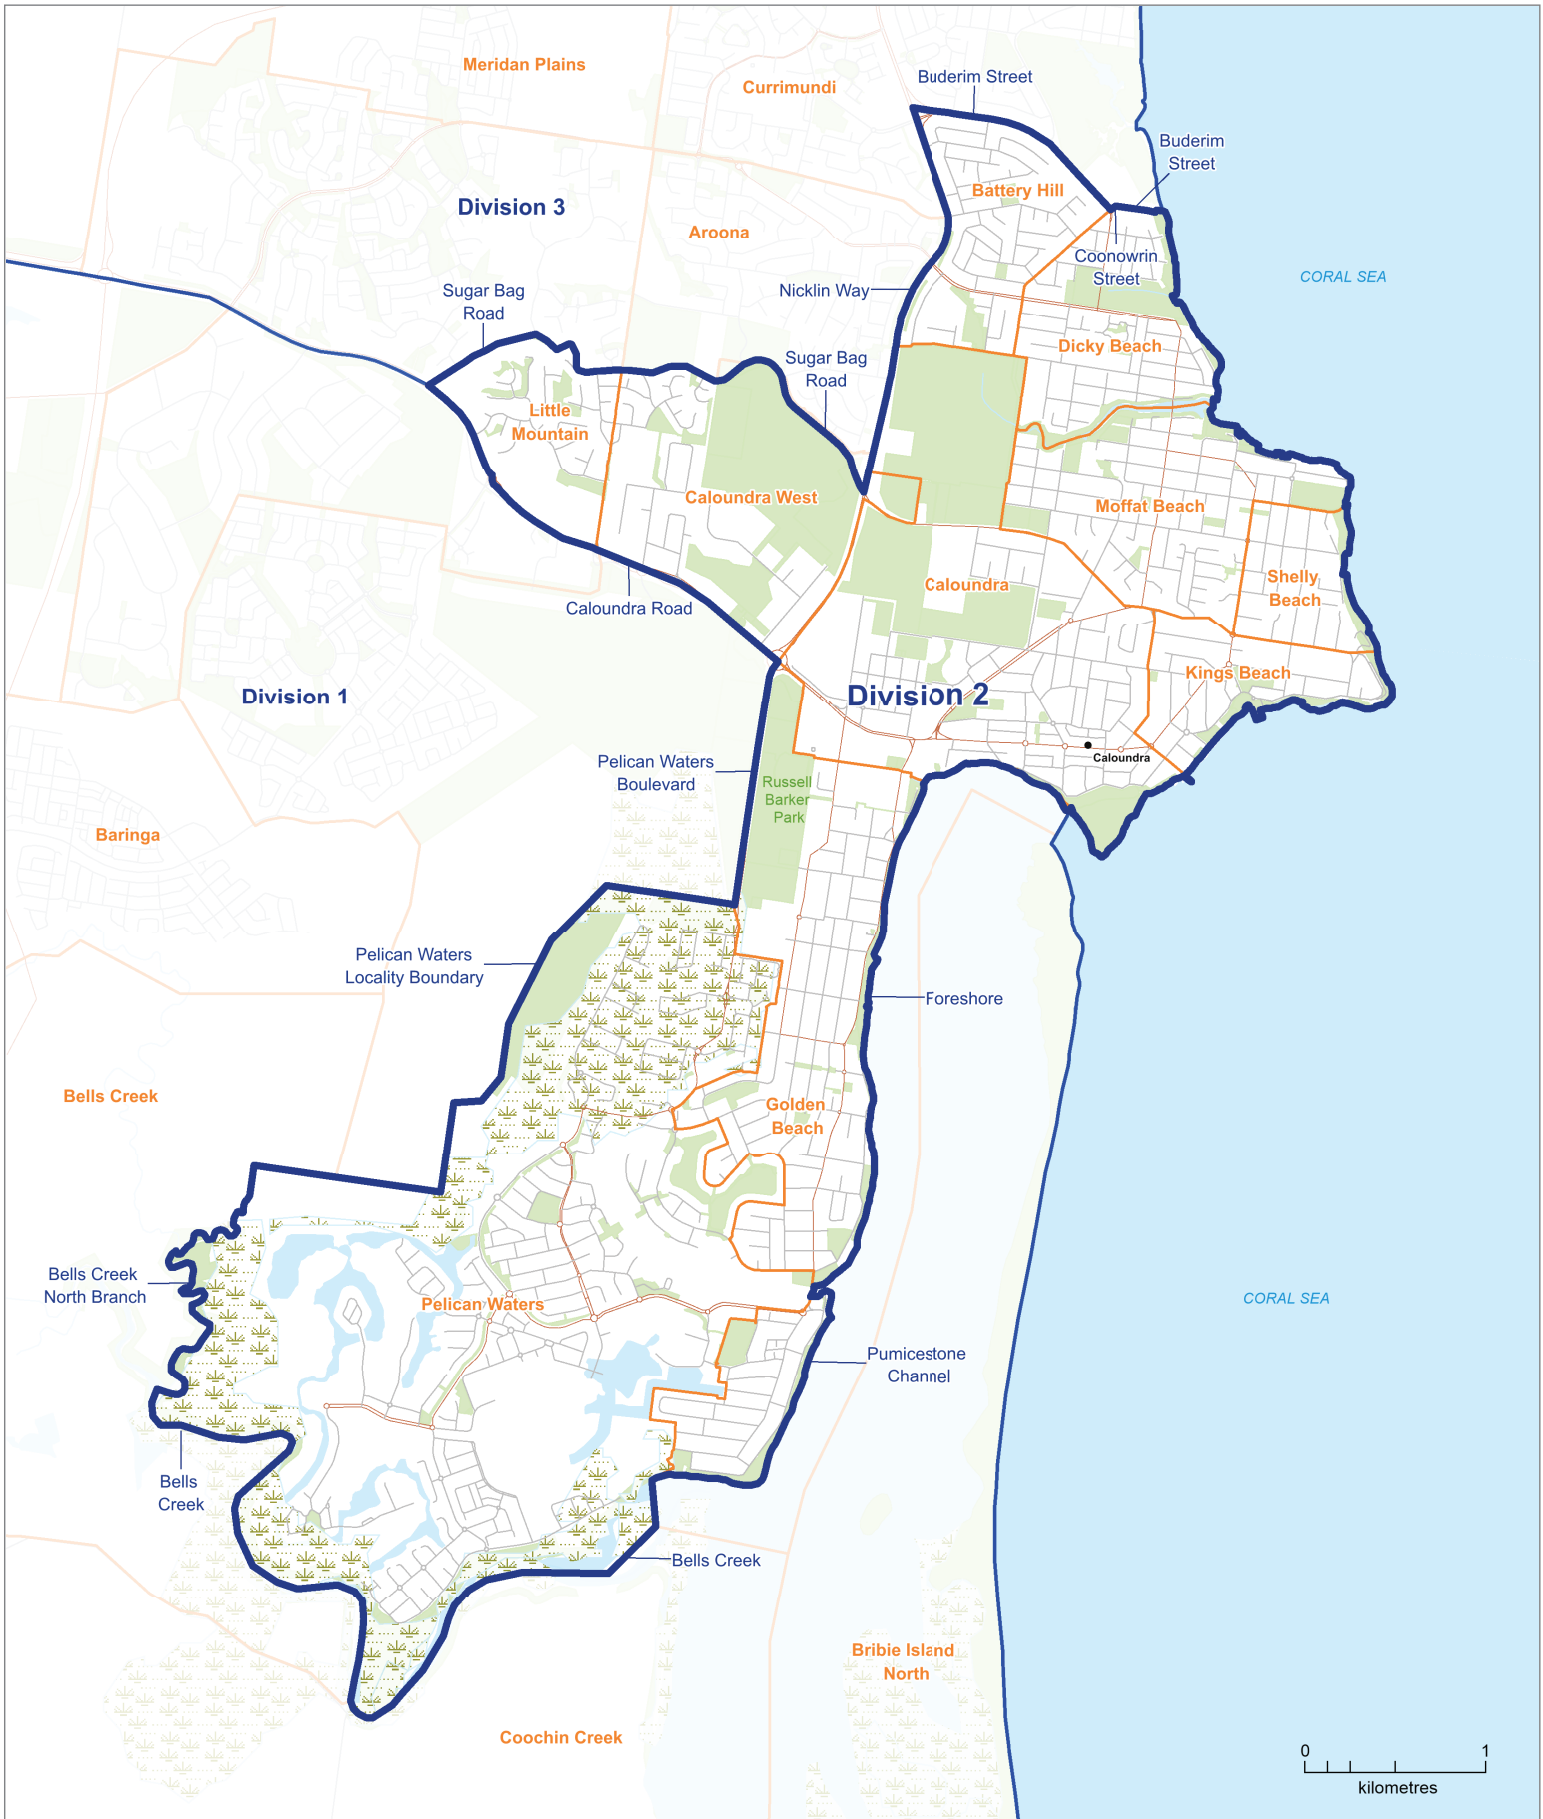 Meridan Plains
Currimundi
Buderim Street
Buderim
Street
Battery Hill
Division 3
Aroona
Coonowrin
Street
CORAL SEA
Nicklin Way
Sugar Bag
Road
Dicky Beach
Sugar Bag
Road
Little
Mountain
Caloundra West
Moffat Beach
Shelly
Beach
Caloundra
Caloundra Road
Kings Beach
Division 1
Division 2
Caloundra
Pelican Waters
Boulevard
Russell
Barker
Park
Baringa
Pelican Waters
Locality Boundary
Foreshore
Bells Creek
Golden
Beach
Bells Creek
North Branch
Pelican Waters
CORAL SEA
Pumicestone
Channel
Bells
Creek
Bells Creek
Bribie Island
North
Coochin Creek
0 1
kilometres